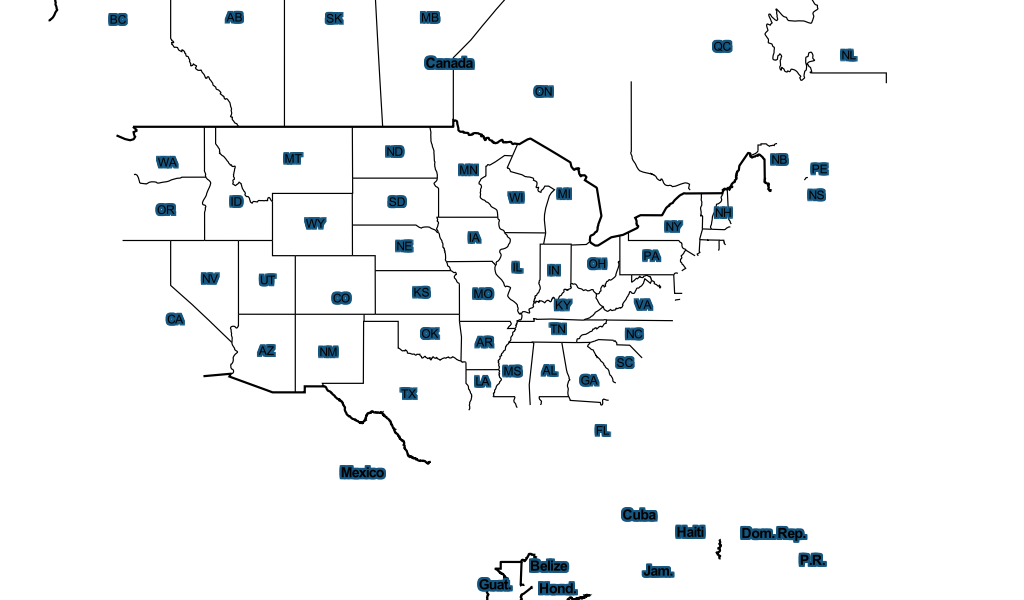 BC
AB
SK
MB
QC
NL
Canada
ON
WA
MT
ND
MN
NB
PE
OR
ID
SD
WI
MI
NS
WY
NE
IA
NY
NH
NV
UT
CO
KS
MO
IL
IN
OH
PA
CA
KY
VA
AZ
NM
OK
AR
TN
NC
TX
LA
MS
AL
GA
SC
FL
Mexico
Cuba
Haiti
Dom. Rep.
P.R.
Jam.
Belize
Guat.
Hond.